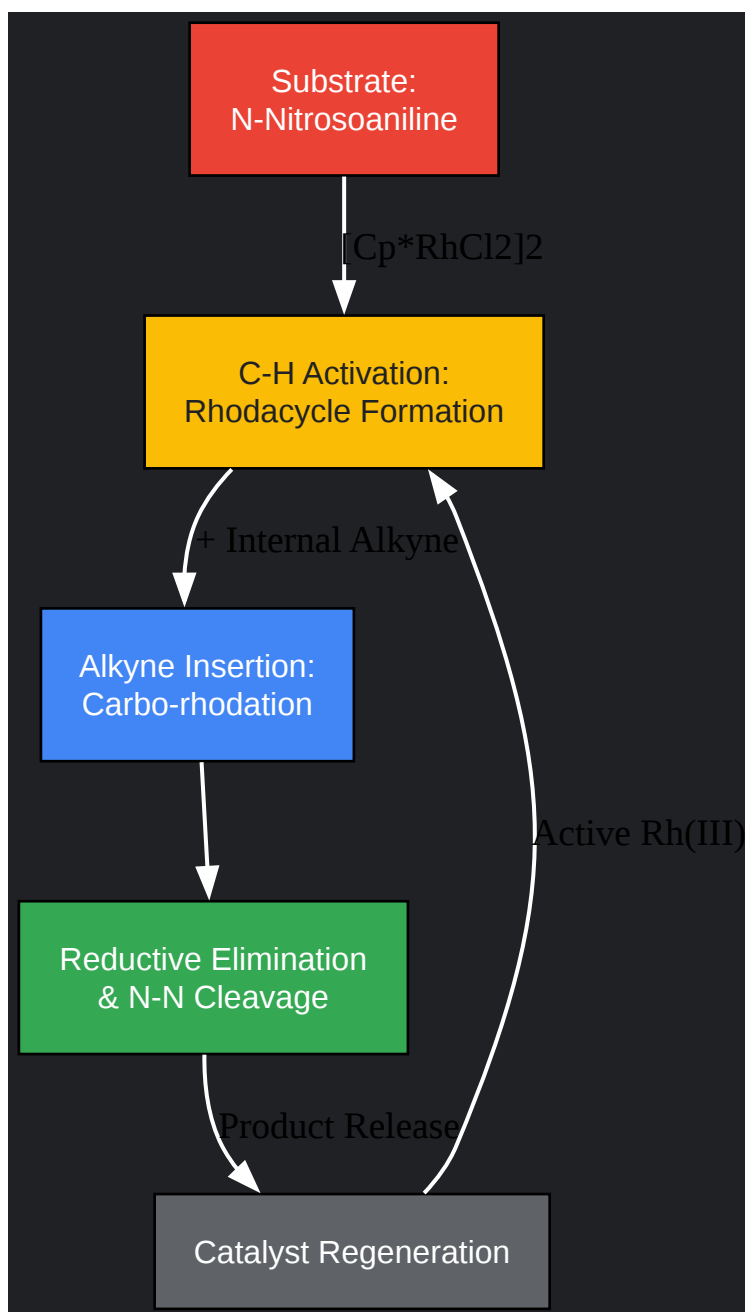 Substrate:
N-Nitrosoaniline
[Cp*RhCl2]2
C-H Activation:
Rhodacycle Formation
+ Internal Alkyne
Alkyne Insertion:
Carbo-rhodation
Active Rh(III)
Reductive Elimination
& N-N Cleavage
Product Release
Catalyst Regeneration